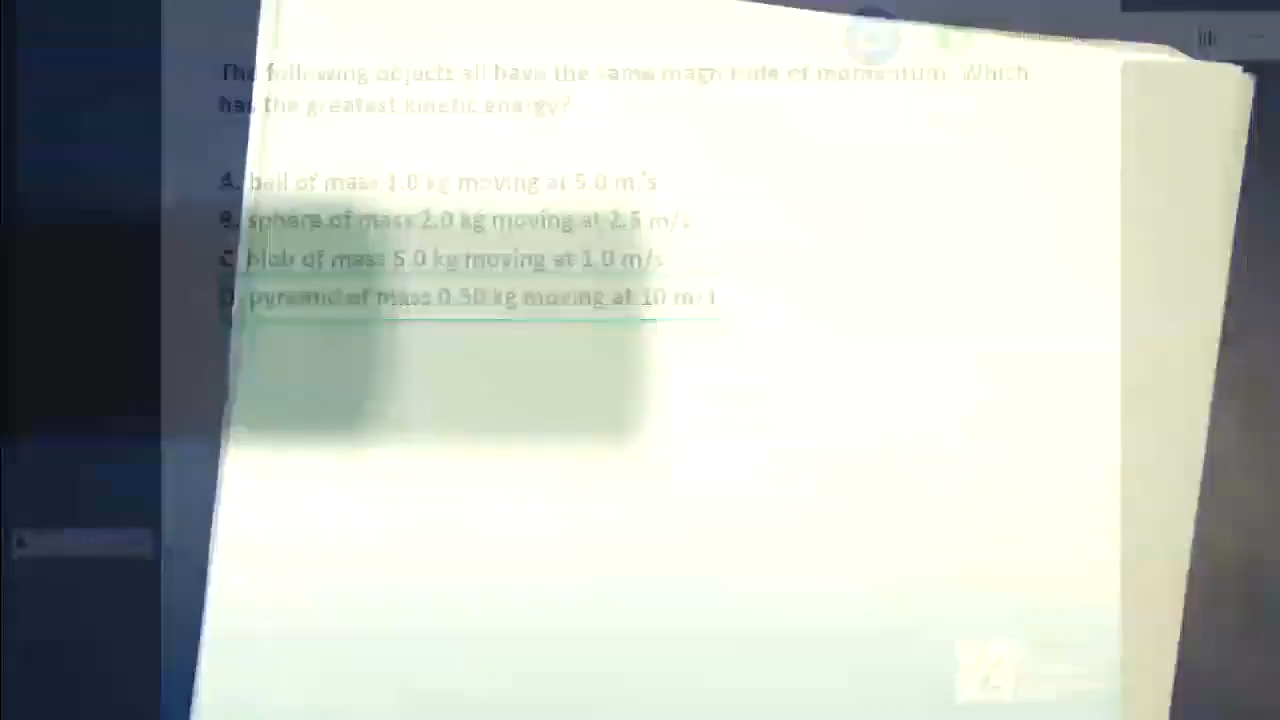 The following objects all have the same magnitude of momentum. Which
has the greatest kinetic energy?
A. ball of mass 1.0 kg moving at 5.0 m/s
B. sphere of mass 2.0 kg moving at 2.5 m/s
C. blob of mass 5.0 kg moving at 1.0 m/s
D. pyramid of mass 0.50 kg moving at 10 m/s